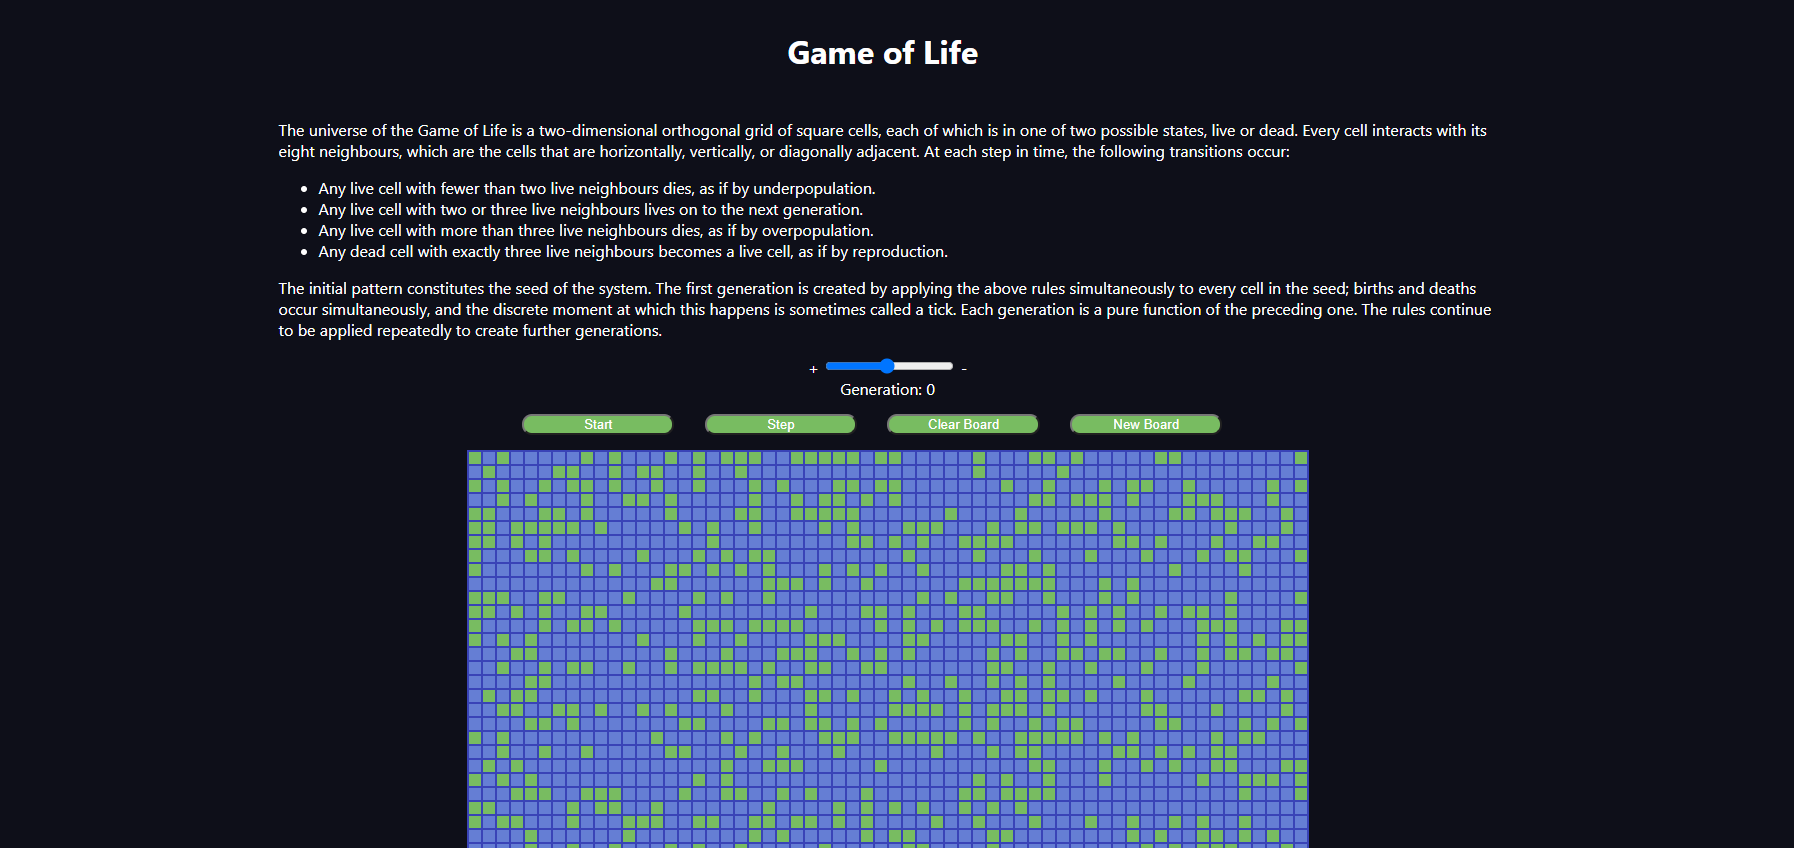 Game of Life
The universe of the Game of Life is a two-dimensional orthogonal grid of square cells, each of which is in one of two possible states, live or dead. Every cell interacts with its
eight neighbours, which are the cells that are horizontally, vertically, or diagonally adjacent. At each step in time, the following transitions occur:
• Any live cell with fewer than two live neighbours dies, as if by underpopulation.
• Any live cell with two or three live neighbours lives on to the next generation.
• Any live cell with more than three live neighbours dies, as if by overpopulation.
• Any dead cell with exactly three live neighbours becomes a live cell, as if by reproduction.
The initial pattern constitutes the seed of the system. The first generation is created by applying the above rules simultaneously to every cell in the seed; births and deaths
occur simultaneously, and the discrete moment at which this happens is sometimes called a tick. Each generation is a pure function of the preceding one. The rules continue
to be applied repeatedly to create further generations.
+ -
Generation: 0
Start Step Clear Board New Board